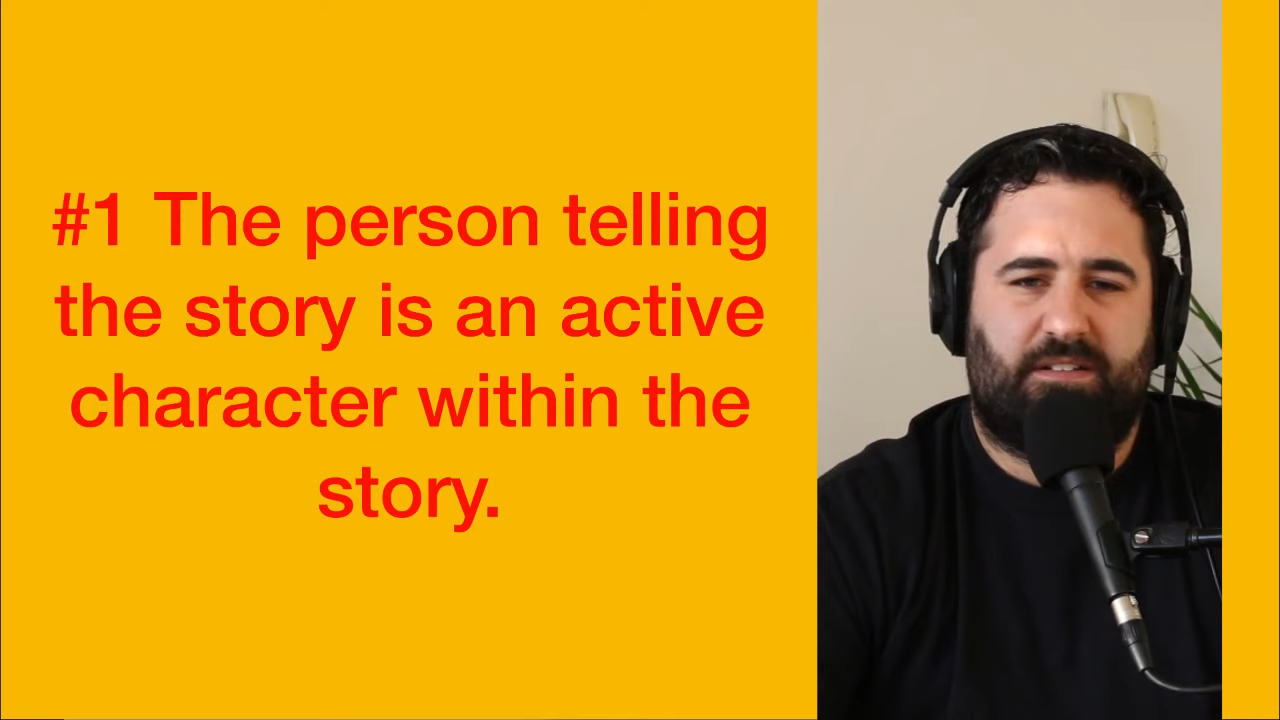 #1 The person telling
the story is an active
character within the
story.